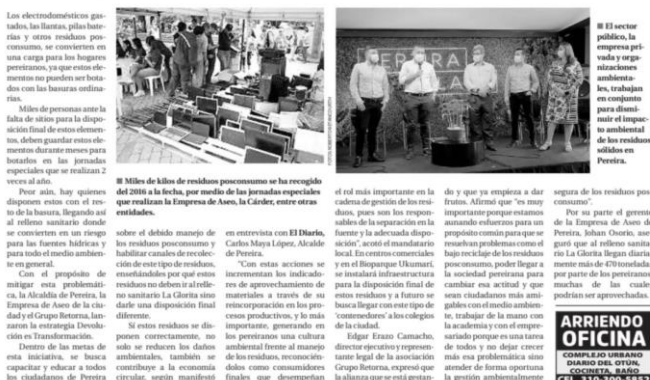 Los electrodomésticos gas-
tados, las llantas, pilas bate-
rías y otros residuos pos-
consumo, se convierten en
una carga para los hogares
pereiranos, ya que estos ele-
mentos no pueden ser bota-
dos con las basuras ordina-
rias.
Miles de personas ante la
falta de sitios para la dispo-
sición final de estos elemen-
tos, deben guardar estos ele-
mentos durante meses para
botarlos en las jornadas
especiales que se realizan 2
veces al año.
Peor aún, hay quienes
disponen estos con el res-
to de la basura, llegando así
al relleno sanitario donde
se convierten en un riesgo
para las fuentes hídricas y
para todo el medio ambien-
te en general.
Con el propósito de
mitigar esta problemáti-
ca, la Alcaldía de Pereira, la
Empresa de Aseo de la ciu-
dad y el Grupo Retorna, lan-
zaron la estrategia Devolu-
ción es Transformación.
Dentro de las metas de
esta iniciativa, se busca
capacitar y educar a todos
los ciudadanos de Pereira
■ Miles de kilos de residuos posconsumo se ha recogido
del 2016 a la fecha, por medio de las jornadas especiales
que realizan la Empresa de Aseo, la Cárder, entre otras
entidades.
sobre el debido manejo de
los residuos posconsumo y
habilitar canales de recolec-
ción de este tipo de residuos,
enseñándoles por qué estos
residuos no deben ir al relle-
no sanitario La Glorita sino
darle una disposición final
diferente.
Si estos residuos se dis-
ponen correctamente, no
solo se reducen los daños
ambientales, también se
contribuye a la economía
circular, según manifestó
en entrevista con El Diario,
Carlos Maya López, Alcalde
de Pereira.
"Con estas acciones se
incrementan los indicado-
res de aprovechamiento de
materiales a través de su
reincorporación en los pro-
cesos productivos, y lo más
importante, generando en
los pereiranos una cultura
ambiental frente al manejo
de los residuos, reconocién-
dolos como consumidores
finales que desempeñan
■ El sector
público, la
empresa pri-
vada y orga-
nizaciones
ambienta-
les, trabajan
en conjunto
para dismi-
nuir el impac-
to ambiental
de los residuos
sólidos en
Pereira.
PEREIRA
el rol más importante en la
cadena de gestión de los resi-
duos, pues son los respon-
sables de la separación en la
fuente y la adecuada dispo-
sición", acotó el mandatario
local. En centros comerciales
y en el Bioparque Ukumarí,
se instalará infraestructura
para la disposición final de
estos residuos y a futuro se
busca llegar con este tipo de
'contenedores' a los colegios
de la ciudad.
Edgar Erazo Camacho,
director ejecutivo y represen-
tante legal de la asociación
Grupo Retorna, expresó que
la alianza que se está gestan-
do y que ya empieza a dar
frutos. Afirmó que "es muy
importante porque estamos
aunando esfuerzos para un
propósito común para que se
resuelvan problemas como el
bajo reciclaje de los residuos
posconsumo, poder llegar a
la sociedad pereirana para
cambiar esa actitud y que
sean ciudadanos más ami-
gables con el medio ambien-
te, trabajar de la mano con
la academia y con el empre-
sariado porque es una tarea
de todos y no dejar crecer
más esa problemática sino
atender de forma oportuna
la gestión ambientalmente
segura de los residuos pos-
consumo".
Por su parte el gerente
de la Empresa de Aseo de
Pereira, Johan Osorio, ase-
guró que al relleno sanita-
rio La Glorita llegan diaria-
mente más de 470 toneladas
por parte de los pereiranos,
muchas de las cuales
podrían ser aprovechadas.
ARRIENDO
OFICINA
COMPLEJO URBANO
DIARIO DEL OTÚN,
COCINETA, BAÑO